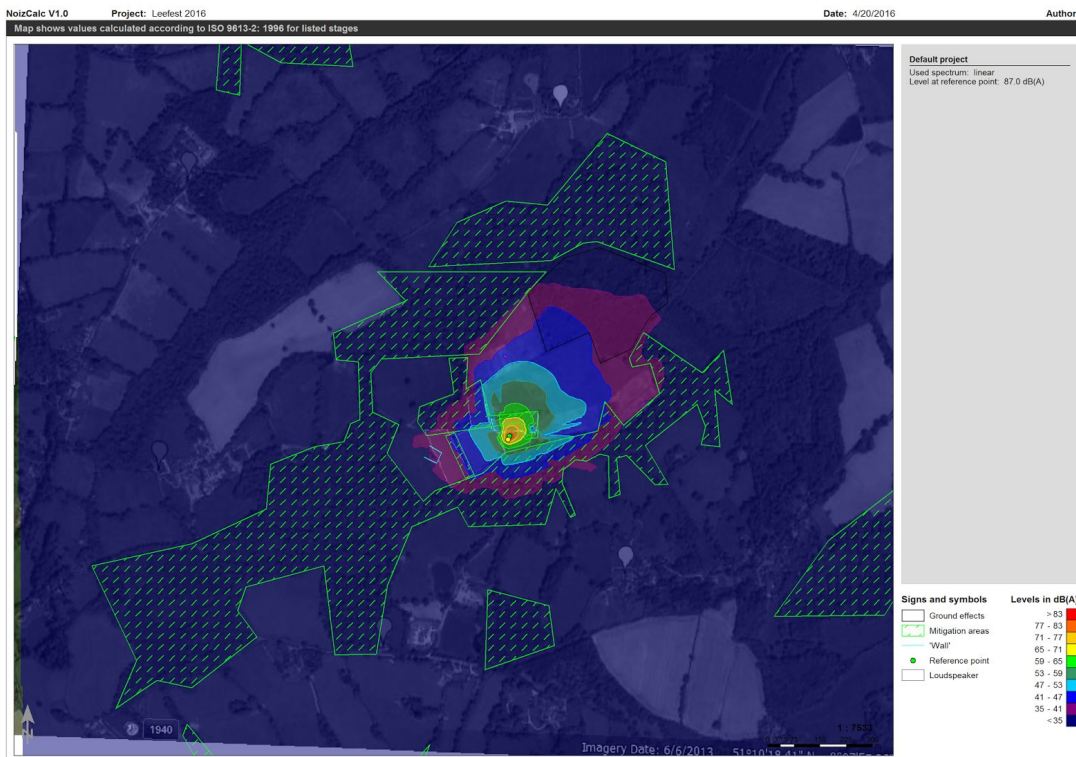 NoizCalc V1.0 Project: Leefest 2016 Date: 4/20/2016 Author
Map shows values calculated according to ISO 9613-2: 1996 for listed stages
Default project
Used spectrum: linear
Level at reference point: 87.0 dB(A)
Signs and symbols
Ground effects
Mitigation areas
'Wall'
Reference point
Loudspeaker
Levels in dB(A)
> 83
77 - 83
71 - 77
65 - 71
59 - 65
53 - 59
47 - 53
41 - 47
35 - 41
< 35
N
1940
1 : 7533
Imagery Date: 6/6/2013 51°10'18.41" N